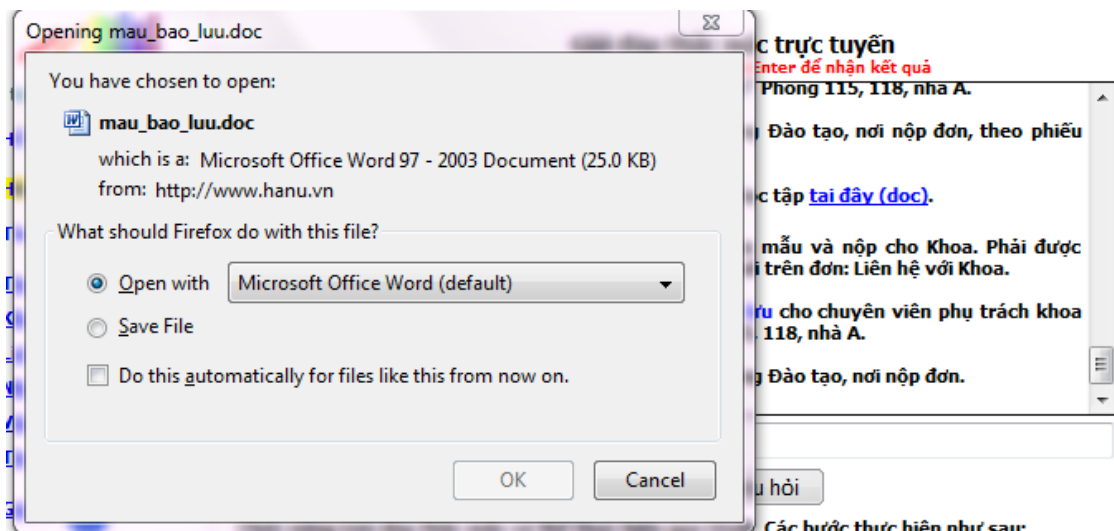 Opening mau_bao_luu.doc
You have chosen to open:
mau_bao_luu.doc
which is a: Microsoft Office Word 97 - 2003 Document (25.0 KB)
from: http://www.hanu.vn
What should Firefox do with this file?
Open with Microsoft Office Word (default)
Save File
Do this automatically for files like this from now on.
OK Cancel
trực tuyến
Enter để nhận kết quả
Phòng 115, 118, nhà A.
Đào tạo, nơi nộp đơn, theo phiếu
tập tại đây (doc).
mẫu và nộp cho Khoa. Phải được
trên đơn: Liên hệ với Khoa.
cho chuyên viên phụ trách khoa
118, nhà A.
Đào tạo, nơi nộp đơn.
hỏi
Các bước thực hiện như sau: